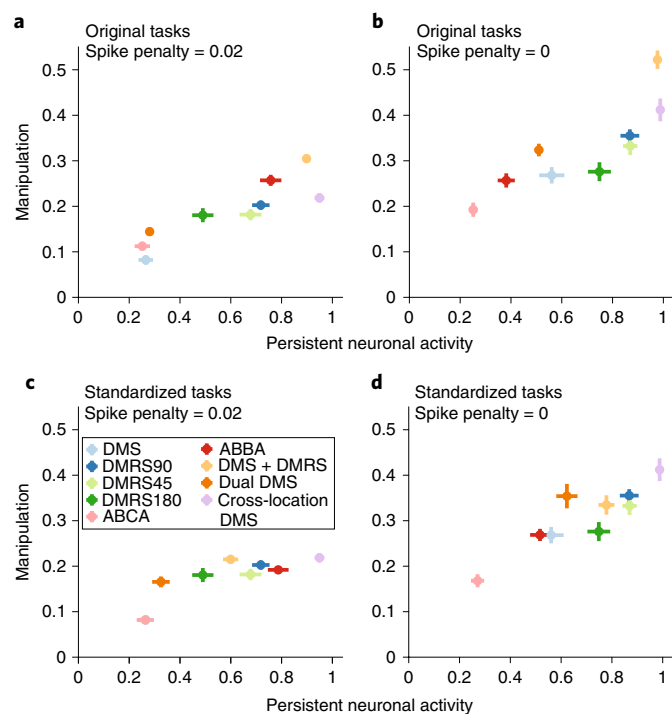 a
Original tasks
Spike penalty = 0.02
0.5
0.4
0.3
0.2
0.1
0
Manipulation
0.2
0.4
0.6
0.8
1
Persistent neuronal activity
b
Original tasks
Spike penalty = 0
0.5
0.4
0.3
0.2
0.1
0
0.2
0.4
0.6
0.8
1
Persistent neuronal activity
c
Standardized tasks
Spike penalty = 0.02
0.5
0.4
0.3
0.2
0.1
0
Manipulation
DMS
DMRS90
DMRS45
DMRS180
ABCA
ABBA
DMS + DMRS
Dual DMS
Cross-location
DMS
0.2
0.4
0.6
0.8
1
Persistent neuronal activity
d
Standardized tasks
Spike penalty = 0
0.5
0.4
0.3
0.2
0.1
0
0.2
0.4
0.6
0.8
1
Persistent neuronal activity